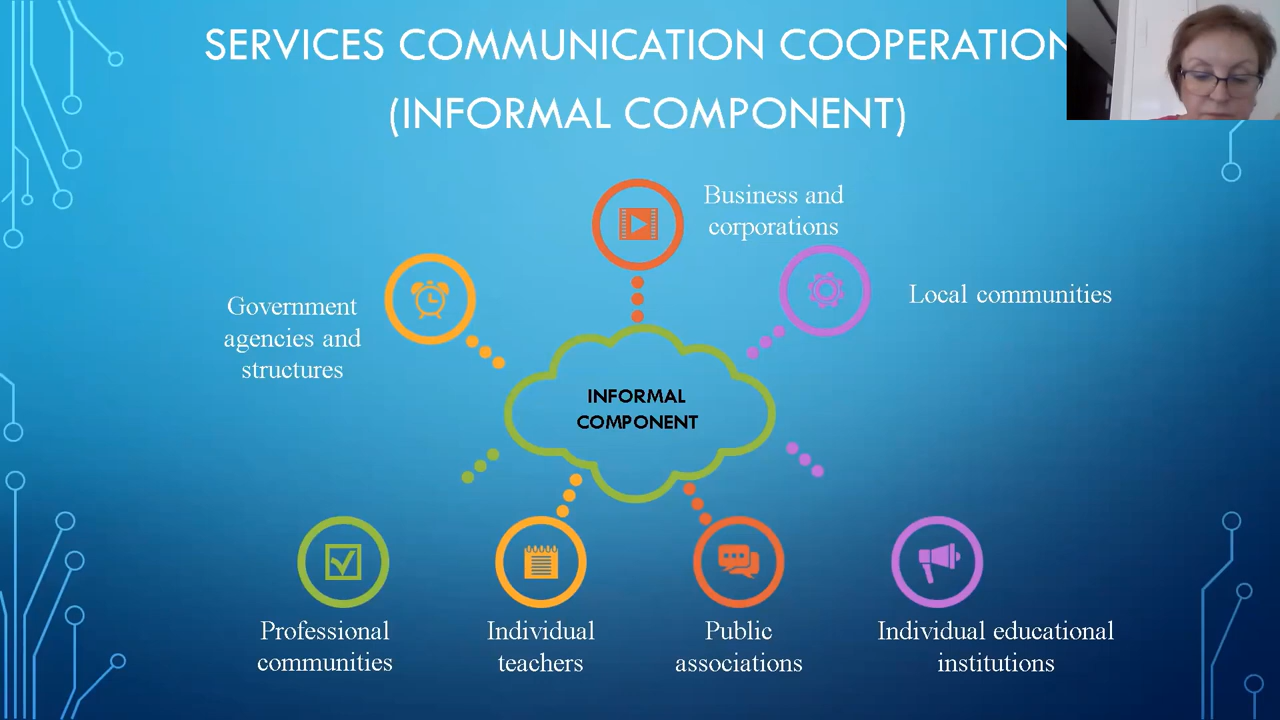 SERVICES COMMUNICATION COOPERATION
(INFORMAL COMPONENT)
Business and
corporations
Local communities
Government
agencies and
structures
INFORMAL
COMPONENT
Professional
communities
Individual
teachers
Public
associations
Individual educational
institutions